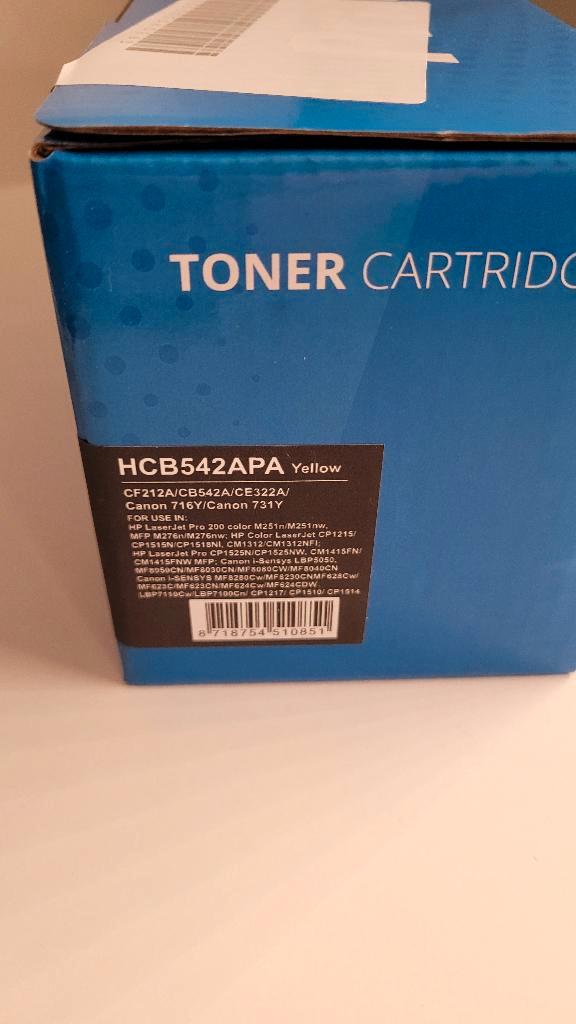 TONER CARTRIDG
HCB542APA Yellow
CF212A/CB542A/CE322A/
Canon 716Y/Canon 731Y
FOR USE IN:
HP LaserJet Pro 200 color M251n/M251nw,
MFP M276n/M276nw; HP Color LaserJet CP1215/
CP1515N/CP1518NI, CM1312/CM1312NFI;
HP LaserJet Pro CP1525N/CP1525NW, CM1415FN/
CM1415FNW MFP; Canon i-Sensys LBP5050,
MF8050CN/MF8030CN/MF8080CW/MF8040CN
Canon i-SENSYS MF8280Cw/MF8230CNMF628Cw/
MF623C/MF623CN/MF624Cw/MF624CDW
LBP7110Cw/LBP7100Cn/ CP1217/ CP1510/ CP1514
8 718754 510851